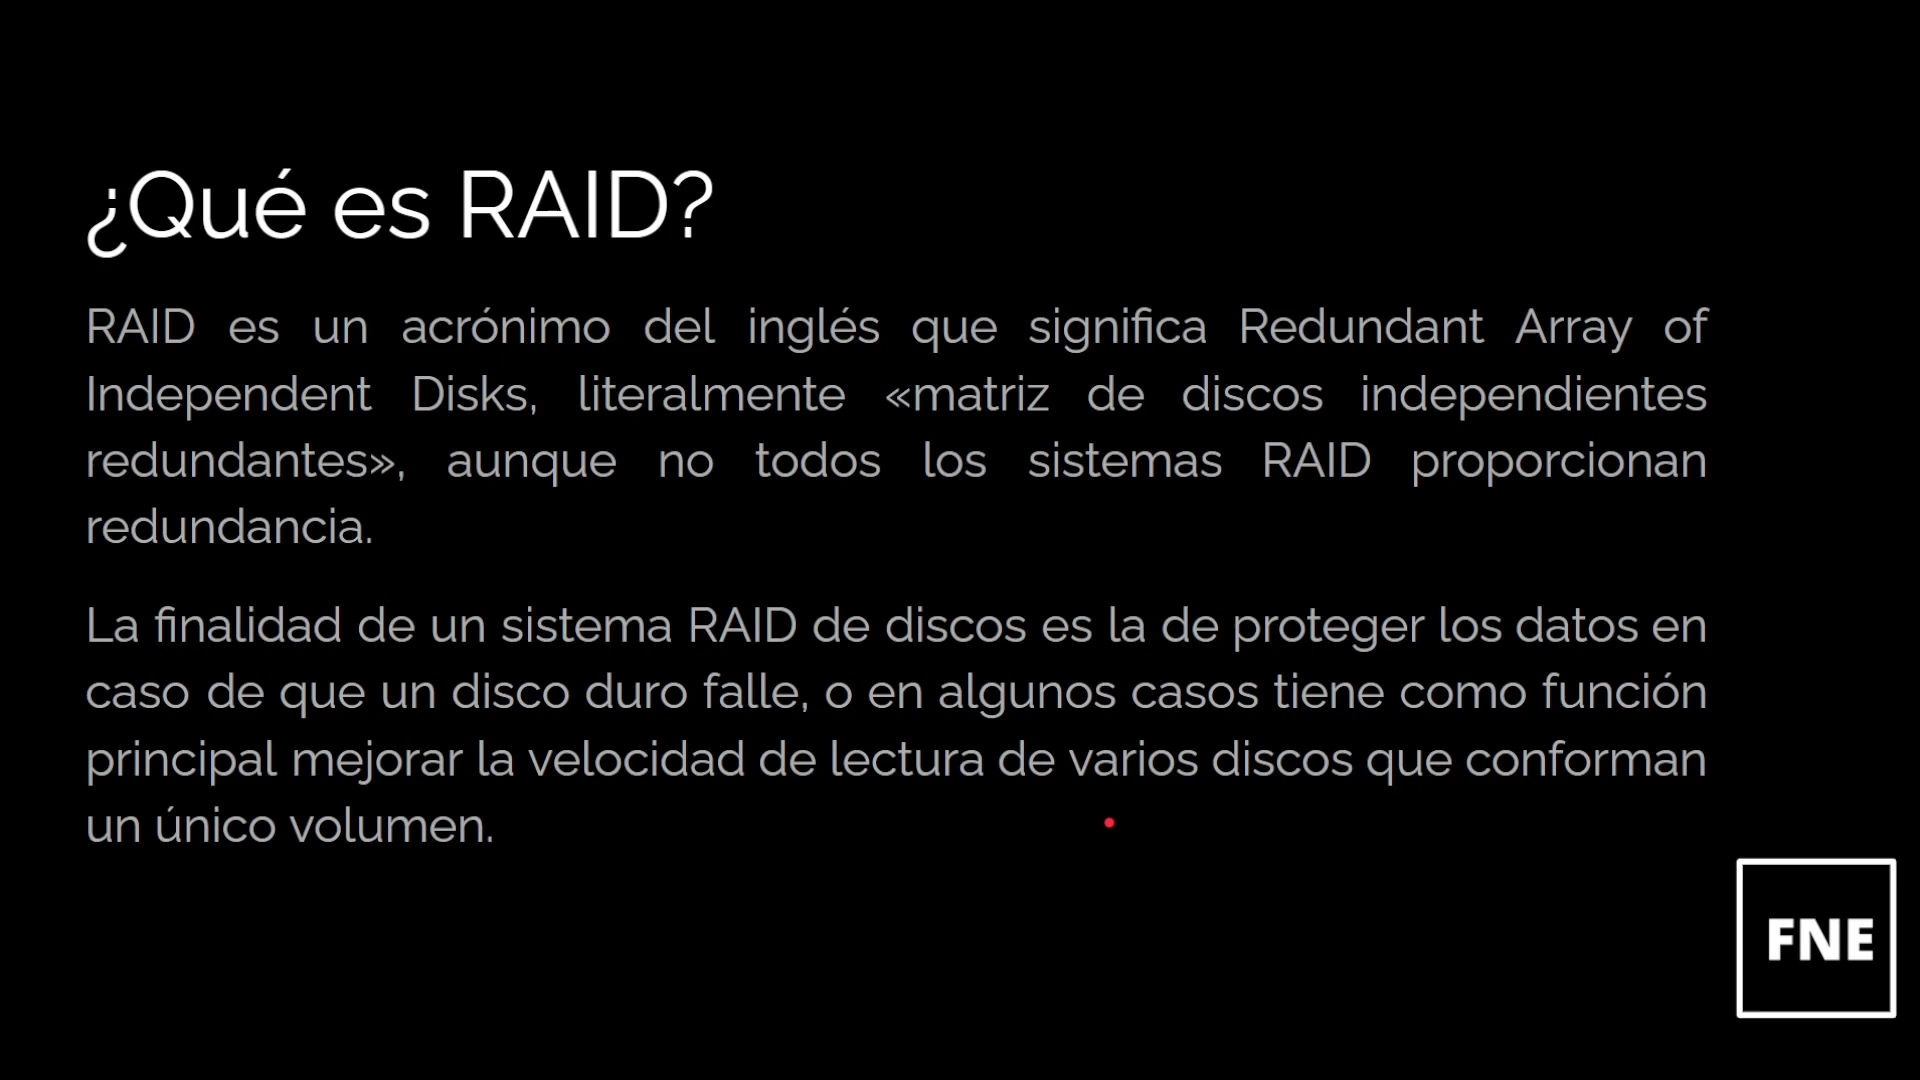 ¿Qué es RAID?
RAID es un acrónimo del inglés que significa Redundant Array of
Independent Disks, literalmente «matriz de discos independientes
redundantes», aunque no todos los sistemas RAID proporcionan
redundancia.
La finalidad de un sistema RAID de discos es la de proteger los datos en
caso de que un disco duro falle, o en algunos casos tiene como función
principal mejorar la velocidad de lectura de varios discos que conforman
un único volumen.
FNE